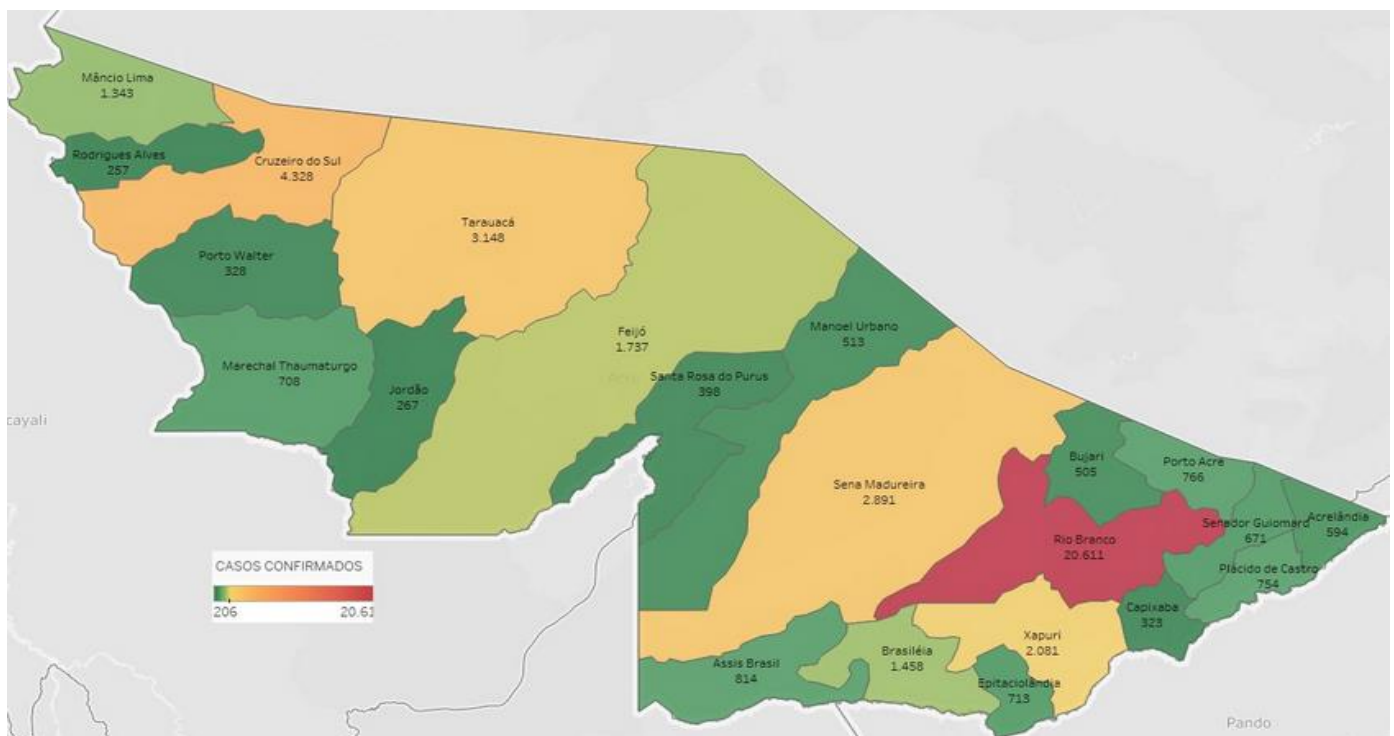 Mâncio Lima
1.343
Rodrigues Alves
257
Cruzeiro do Sul
4.328
Tarauacá
3.148
Porto Walter
328
Marechal Thaumaturgo
708
Jordão
267
Feijó
1.737
Manoel Urbano
513
Santa Rosa do Purus
398
Sena Madureira
2.891
Bujari
505
Porto Acre
766
Senador Guiomard
671
Acrelândia
594
Rio Branco
20.611
Plácido de Castro
754
Capixaba
323
Xapuri
2.081
Brasiléia
1.458
Assis Brasil
814
Epitaciolândia
713
cayali
Pando
CASOS CONFIRMADOS
206
20.61